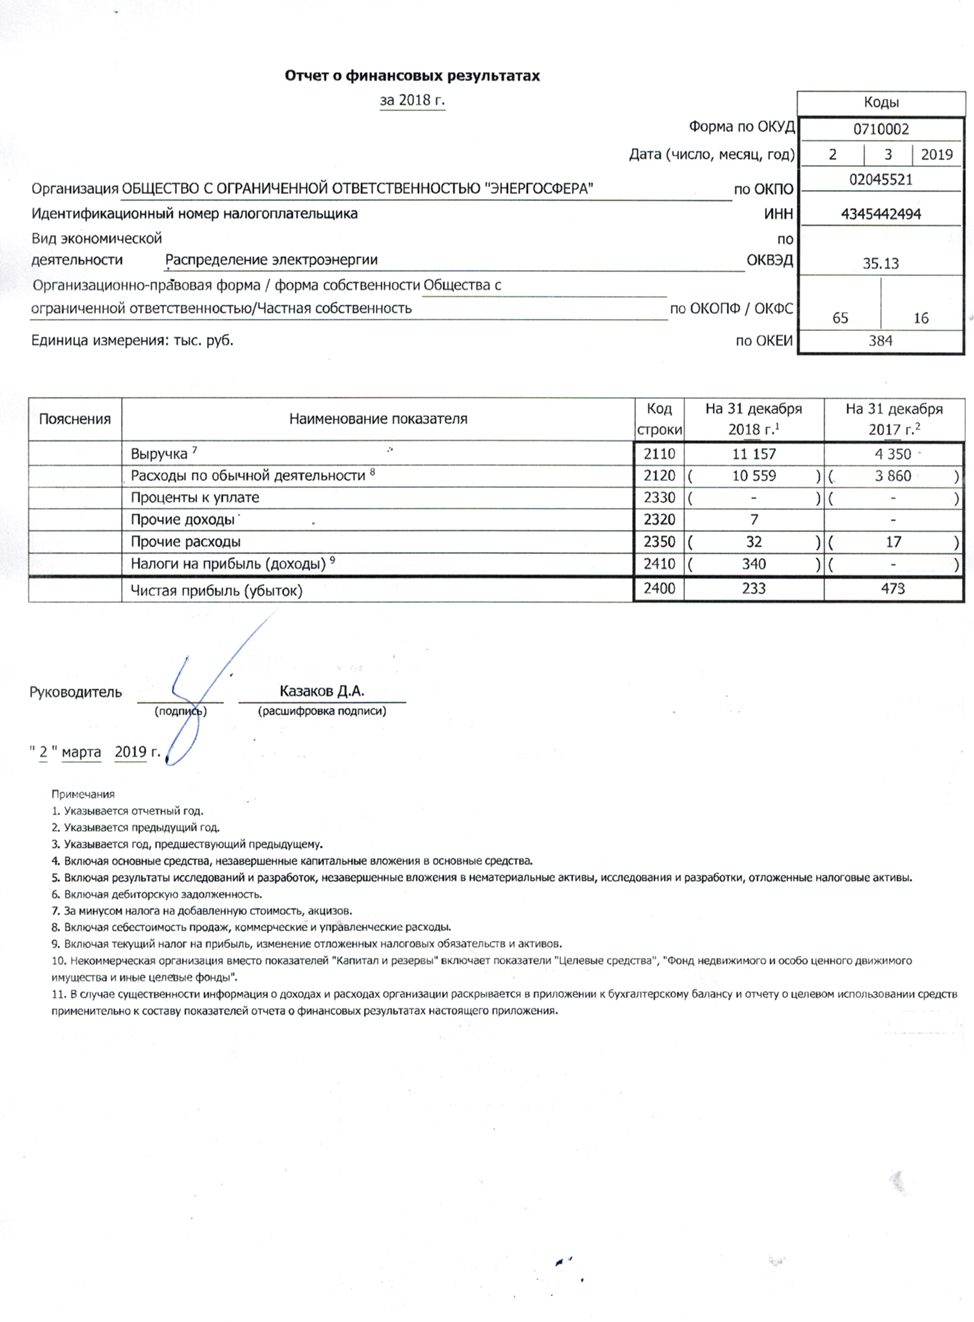 Отчет о финансовых результатах
за 2018 г.
Коды
Форма по ОКУД 0710002
Дата (число, месяц, год) 2 3 2019
Организация ОБЩЕСТВО С ОГРАНИЧЕННОЙ ОТВЕТСТВЕННОСТЬЮ "ЭНЕРГОСФЕРА" по ОКПО 02045521
Идентификационный номер налогоплательщика ИНН 4345442494
Вид экономической по
деятельности Распределение электроэнергии ОКВЭД 35.13
Организационно-правовая форма / форма собственности Общества с
ограниченной ответственностью/Частная собственность по ОКОПФ / ОКФС 65 16
Единица измерения: тыс. руб. по ОКЕИ 384
Пояснения Наименование показателя Код строки На 31 декабря 2018 г.1 На 31 декабря 2017 г.2
Выручка 7 2110 11 157 4 350
Расходы по обычной деятельности 8 2120 ( 10 559 ) ( 3 860 )
Проценты к уплате 2330 ( - ) ( - )
Прочие доходы 2320 7 -
Прочие расходы 2350 ( 32 ) ( 17 )
Налоги на прибыль (доходы) 9 2410 ( 340 ) ( - )
Чистая прибыль (убыток) 2400 233 473
Руководитель Казаков Д.А.
(подпись) (расшифровка подписи)
" 2 " марта 2019 г.
Примечания
1. Указывается отчетный год.
2. Указывается предыдущий год.
3. Указывается год, предшествующий предыдущему.
4. Включая основные средства, незавершенные капитальные вложения в основные средства.
5. Включая результаты исследований и разработок, незавершенные вложения в нематериальные активы, исследования и разработки, отложенные налоговые активы.
6. Включая дебиторскую задолженность.
7. За минусом налога на добавленную стоимость, акцизов.
8. Включая себестоимость продаж, коммерческие и управленческие расходы.
9. Включая текущий налог на прибыль, изменение отложенных налоговых обязательств и активов.
10. Некоммерческая организация вместо показателей "Капитал и резервы" включает показатели "Целевые средства", "Фонд недвижимого и особо ценного движимого
имущества и иные целевые фонды".
11. В случае существенности информация о доходах и расходах организации раскрывается в приложении к бухгалтерскому балансу и отчету о целевом использовании средств
применительно к составу показателей отчета о финансовых результатах настоящего приложения.